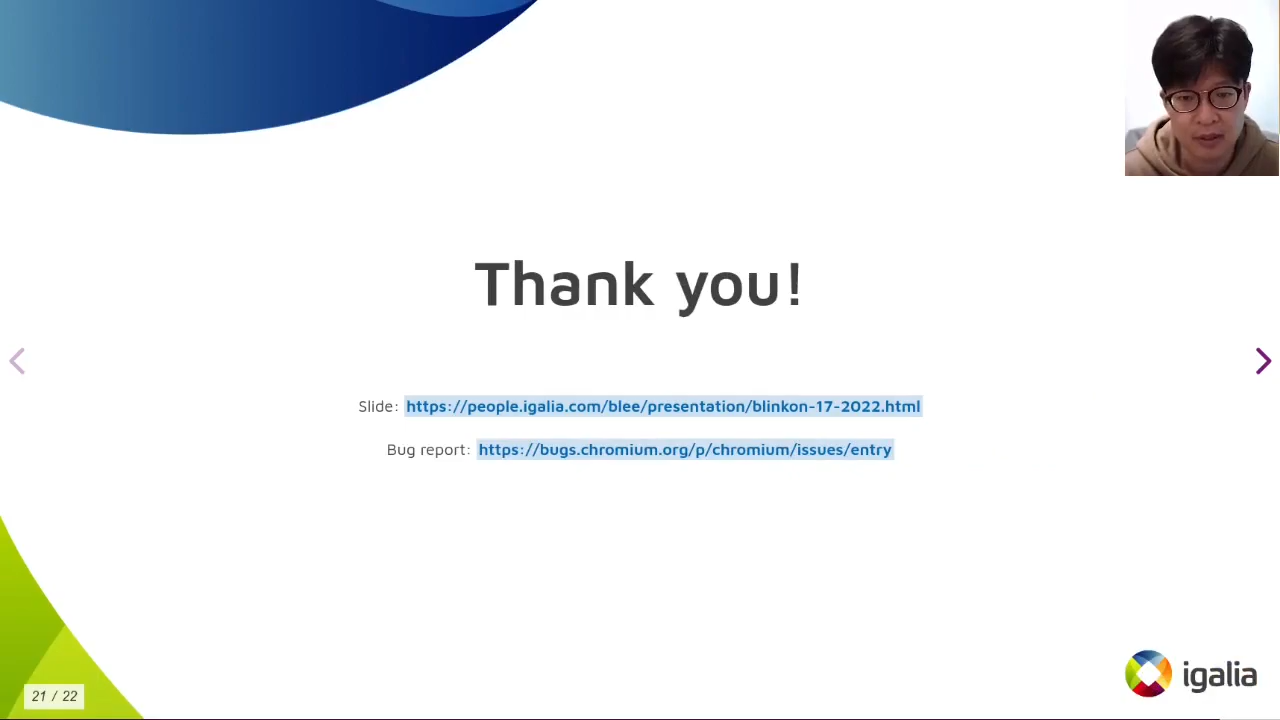 Thank you!
Slide: https://people.igalia.com/blee/presentation/blinkon-17-2022.html
Bug report: https://bugs.chromium.org/p/chromium/issues/entry
21 / 22
igalia